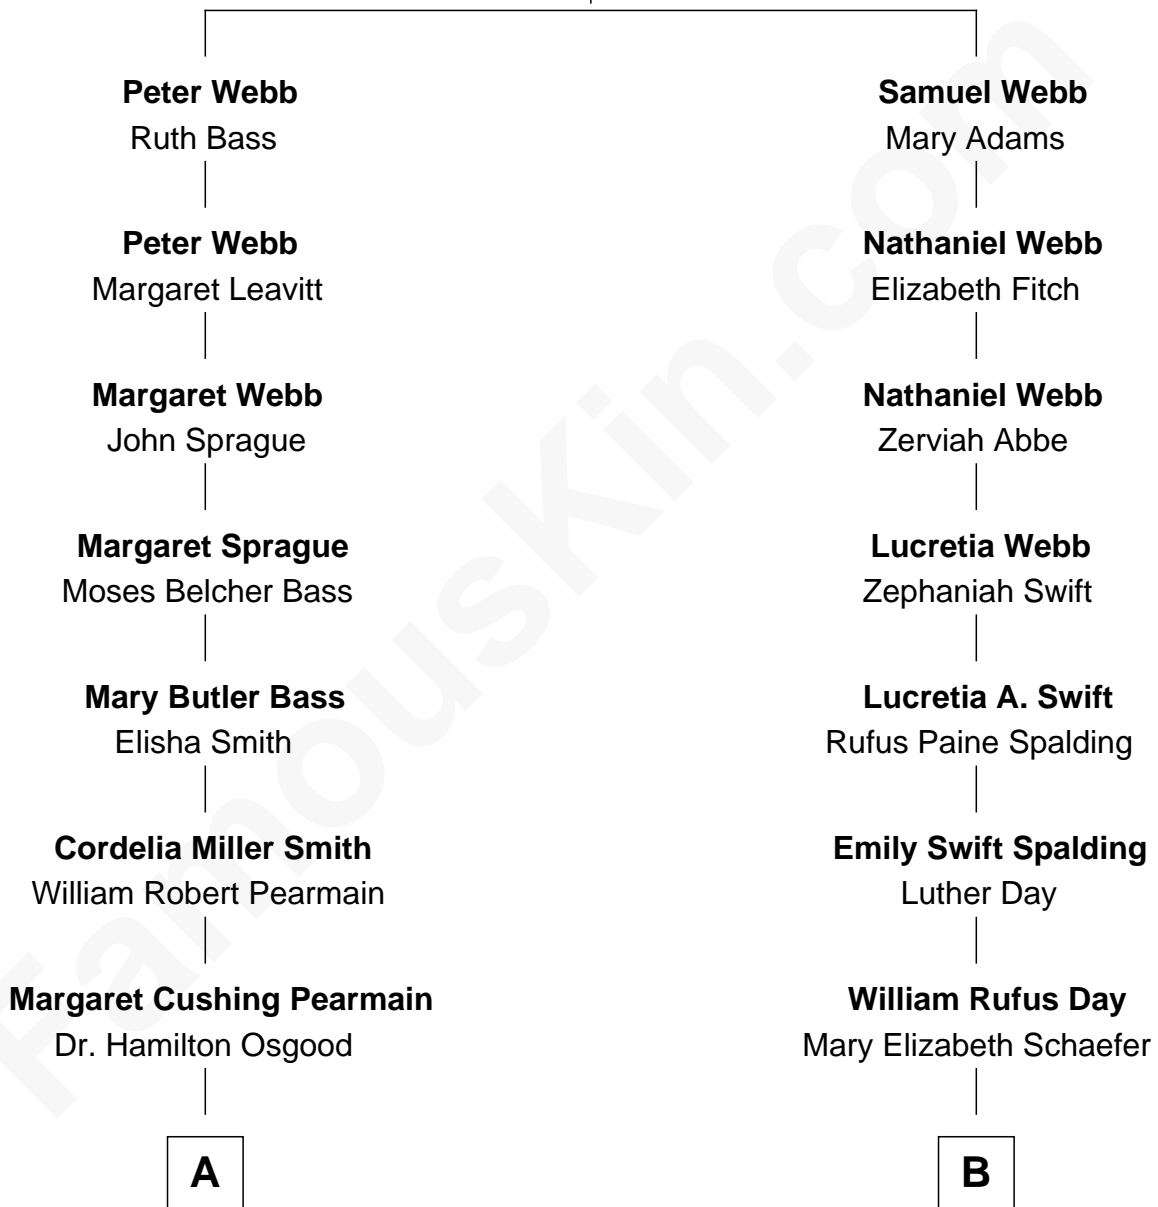 Peter Webb
Ruth Bass
Peter Webb
Margaret Leavitt
Margaret Webb
John Sprague
Margaret Sprague
Moses Belcher Bass
Mary Butler Bass
Elisha Smith
Cordelia Miller Smith
William Robert Pearmain
Margaret Cushing Pearmain
Dr. Hamilton Osgood
A
Samuel Webb
Mary Adams
Nathaniel Webb
Elizabeth Fitch
Nathaniel Webb
Zerviah Abbe
Lucretia Webb
Zephaniah Swift
Lucretia A. Swift
Rufus Paine Spalding
Emily Swift Spalding
Luther Day
William Rufus Day
Mary Elizabeth Schaefer
B
FamousKin.com